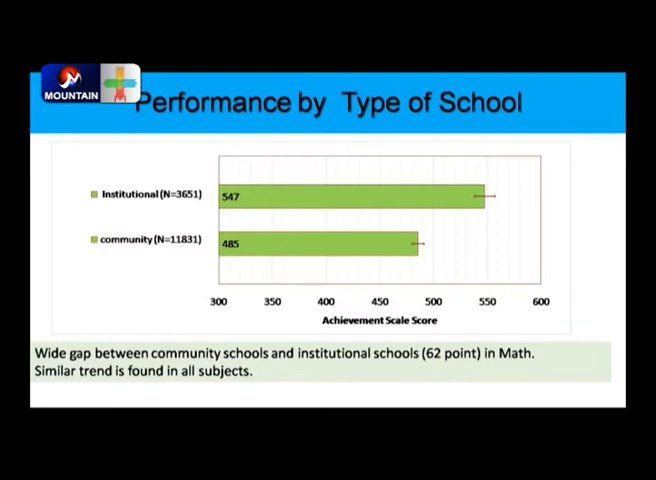 MOUNTAIN
Performance by Type of School
Institutional (N=3651)
547
community (N=11831)
485
300 350 400 450 500 550 600
Achievement Scale Score
Wide gap between community schools and institutional schools (62 point) in Math.
Similar trend is found in all subjects.